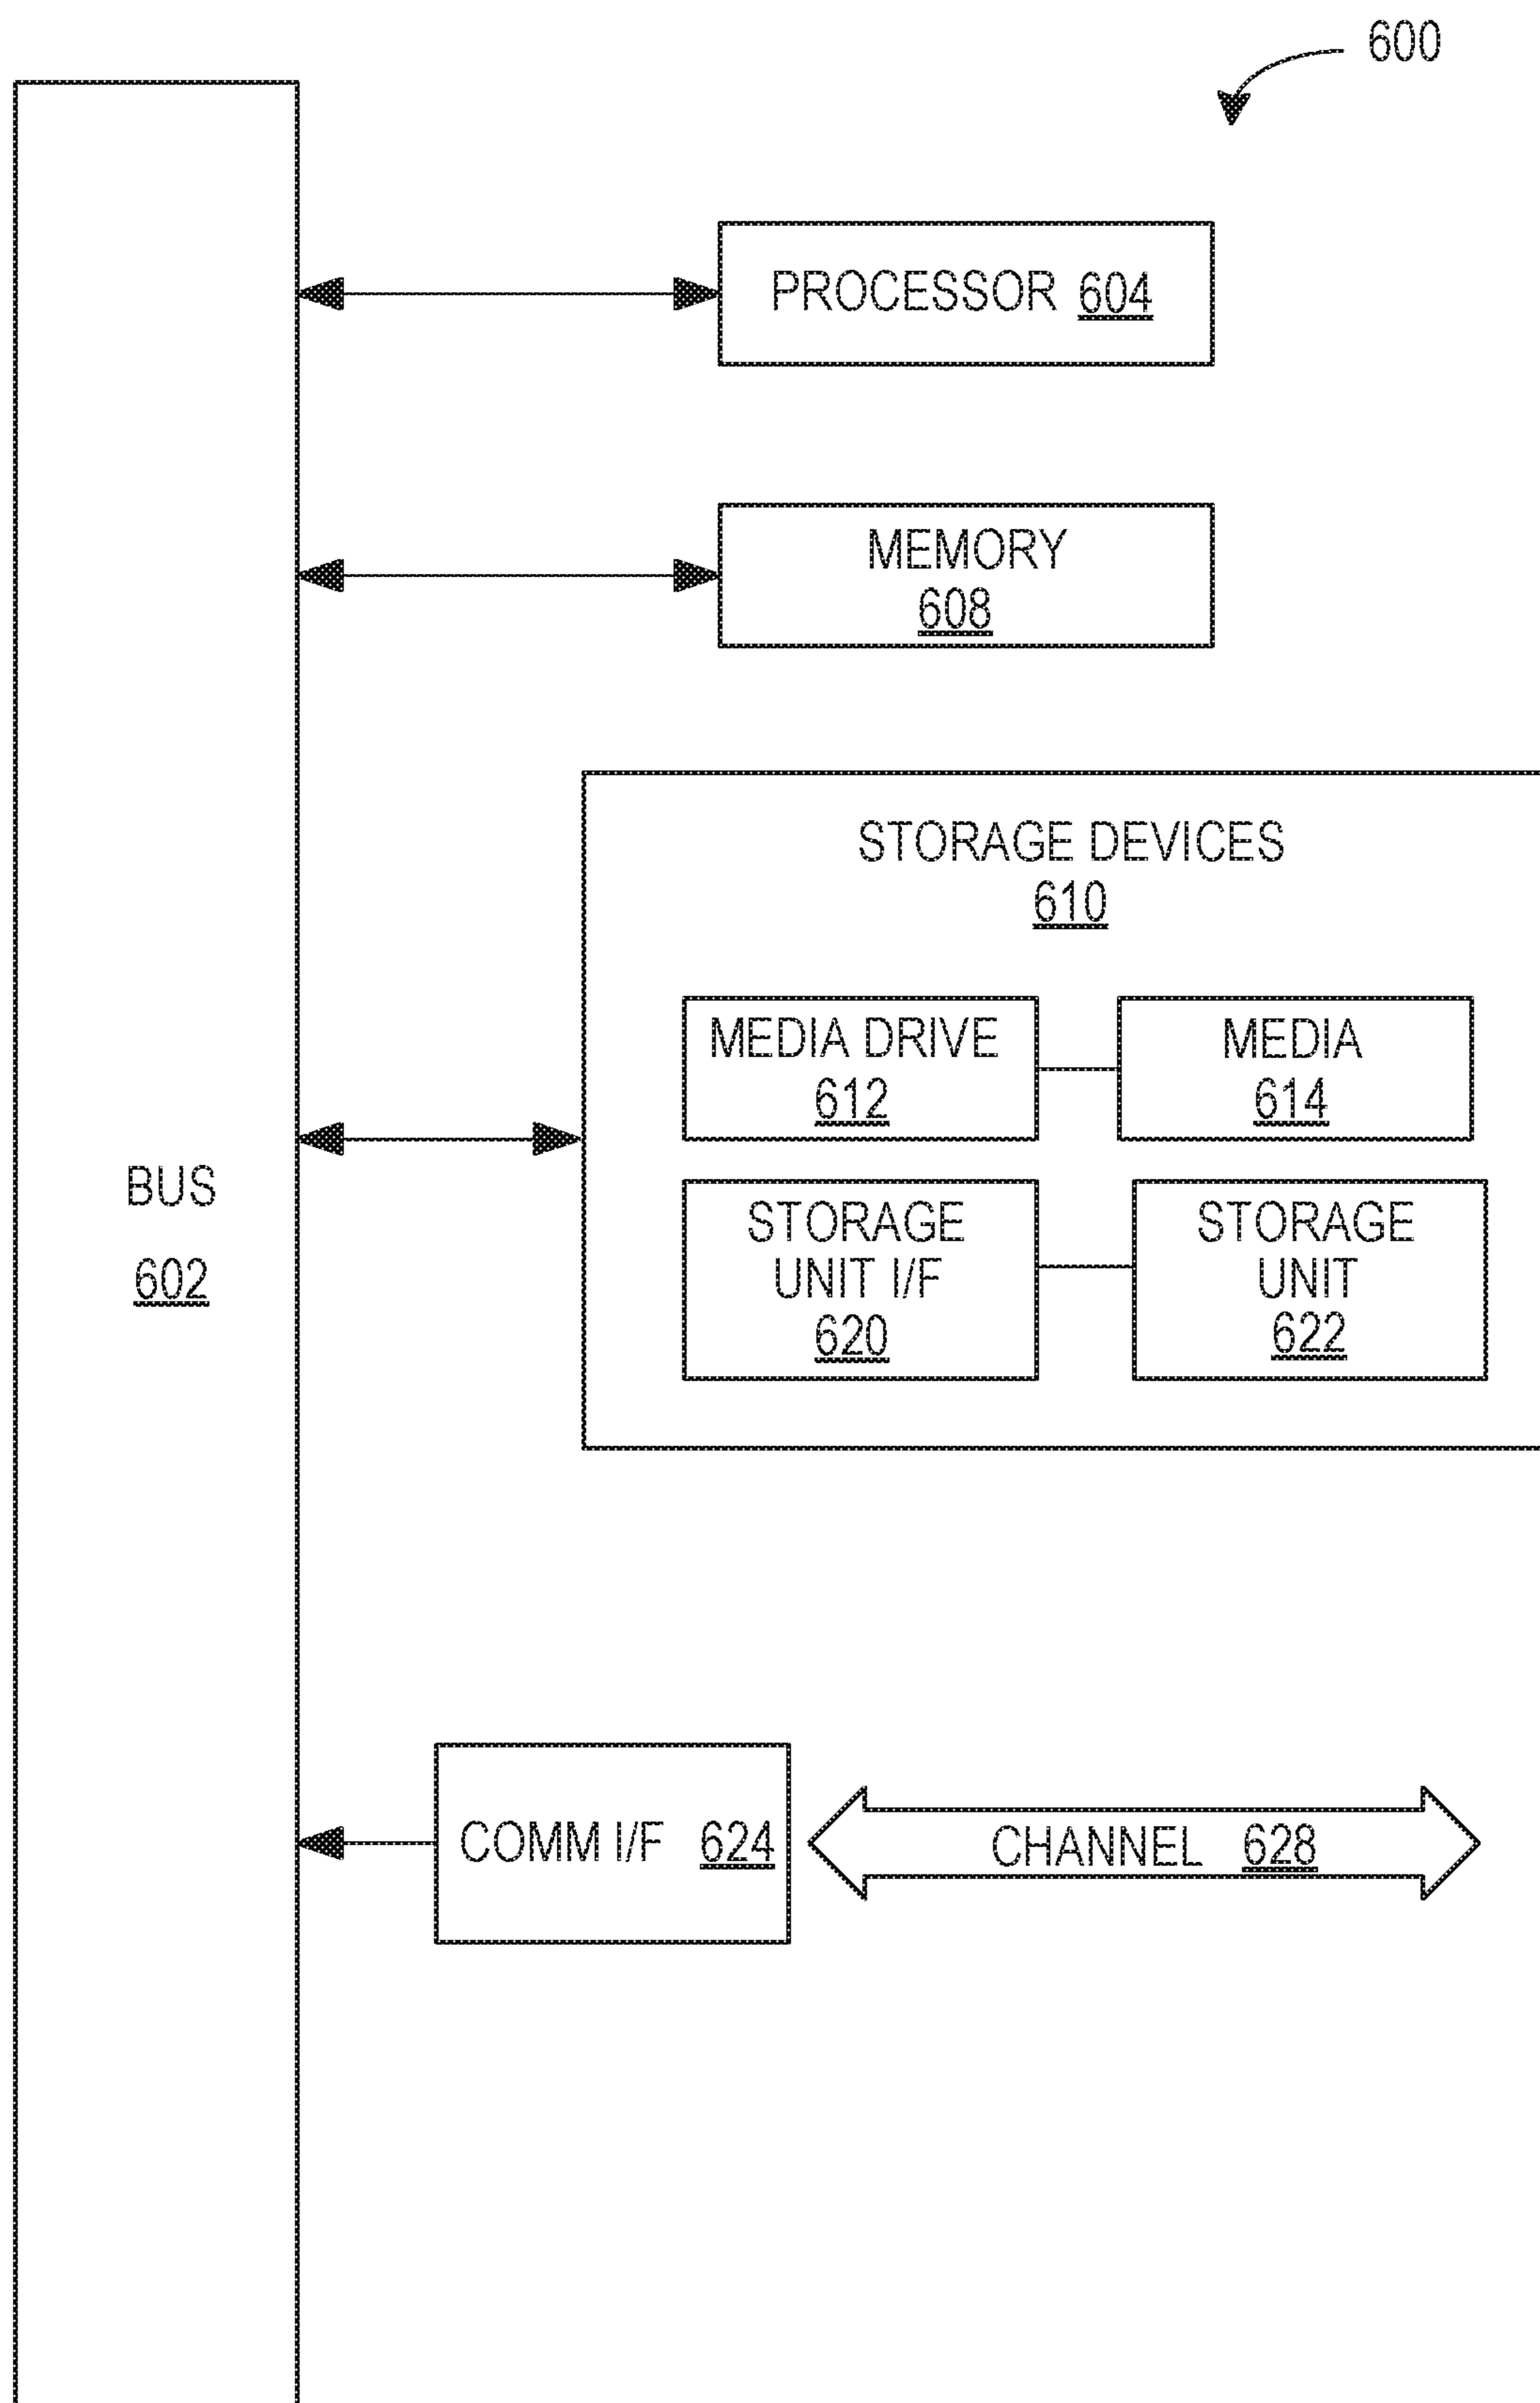 600
PROCESSOR 604
MEMORY
608
STORAGE DEVICES
610
MEDIA DRIVE
612
MEDIA
614
BUS
602
STORAGE
UNIT I/F
620
STORAGE
UNIT
622
COMM I/F 624
CHANNEL 628